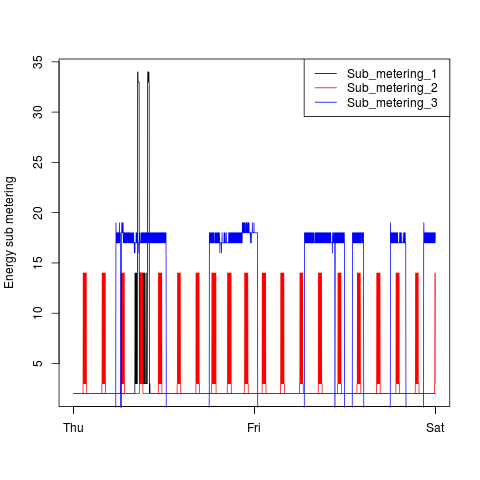 Sub_metering_1
Sub_metering_2
Sub_metering_3
Energy sub metering
35
30
25
20
15
10
5
Thu
Fri
Sat